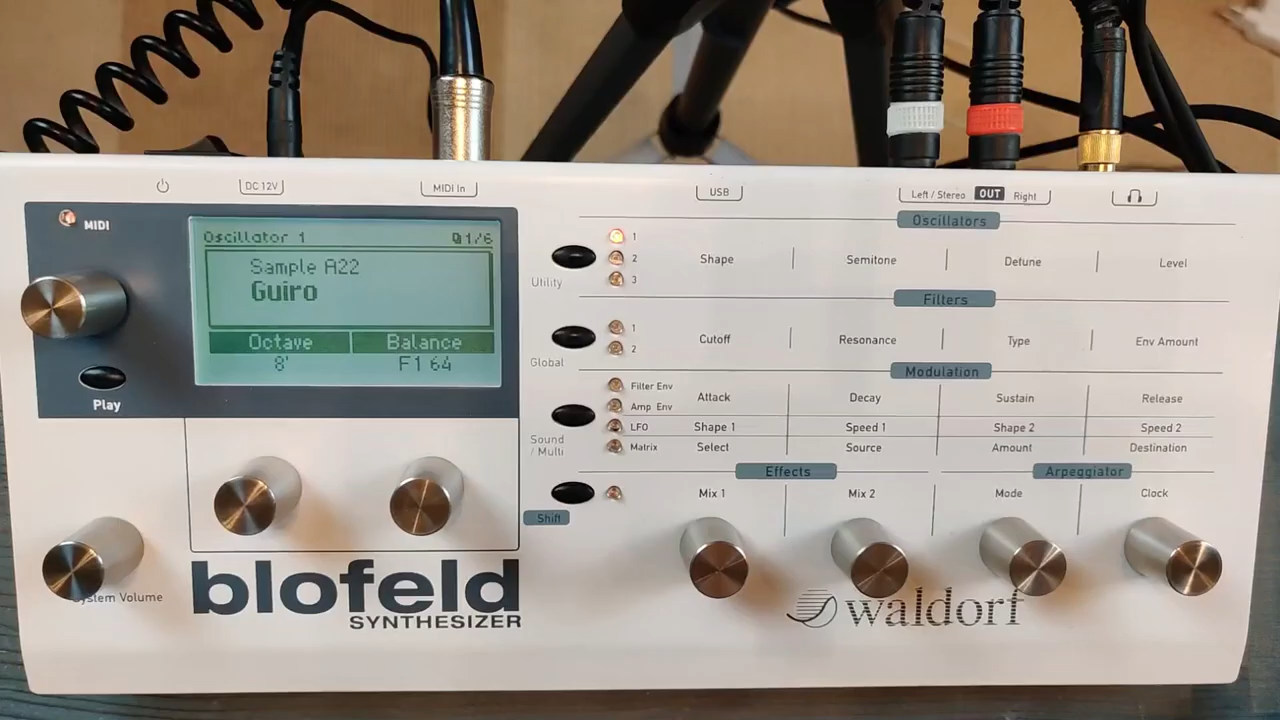 DC 12V
MIDI In
USB
Left / Stereo OUT Right
MIDI
Play
System Volume
Oscillator 1 1/6
Sample A22
Guiro
Octave Balance
8' F1 64
Utility
Global
Sound / Multi
Shift
Oscillators
1
2
3
Shape Semitone Detune Level
Filters
1
2
Cutoff Resonance Type Env Amount
Modulation
Filter Env
Amp Env
Attack Decay Sustain Release
LFO Shape 1 Speed 1 Shape 2 Speed 2
Matrix Select Source Amount Destination
Effects Arpeggiator
Mix 1 Mix 2 Mode Clock
blofeld
SYNTHESIZER
waldorf